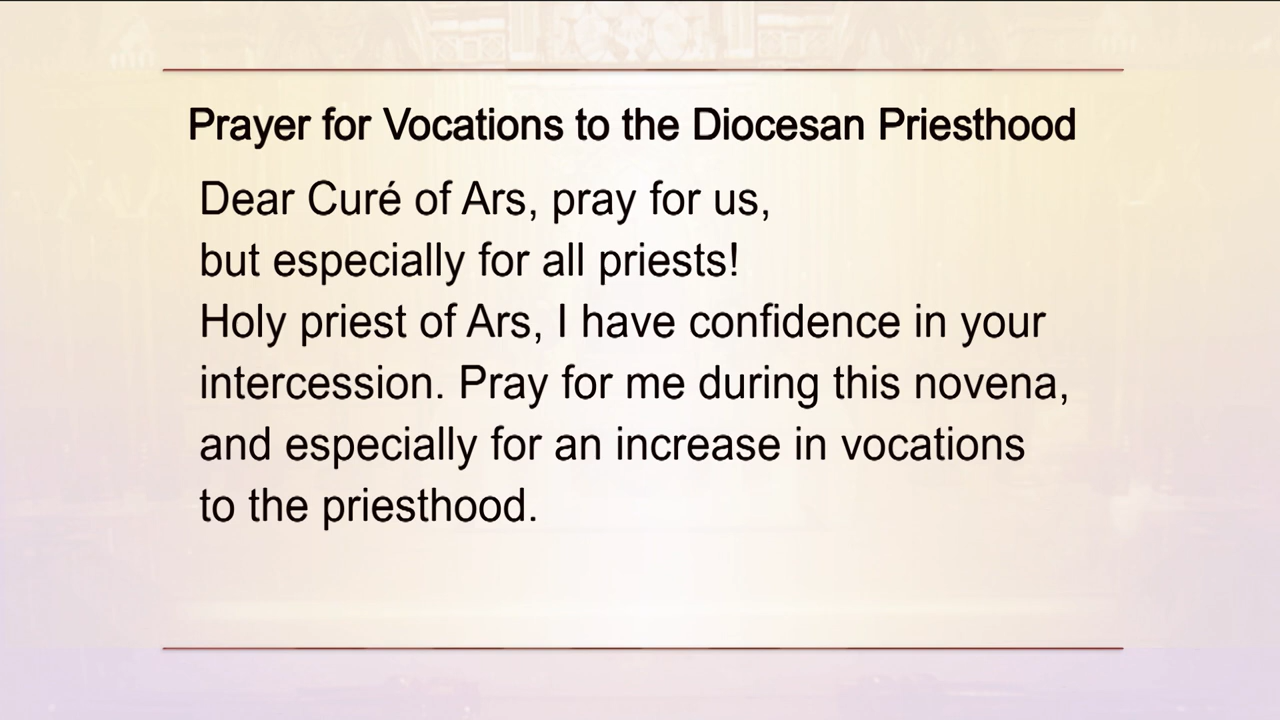 Prayer for Vocations to the Diocesan Priesthood
Dear Curé of Ars, pray for us,
but especially for all priests!
Holy priest of Ars, I have confidence in your
intercession. Pray for me during this novena,
and especially for an increase in vocations
to the priesthood.